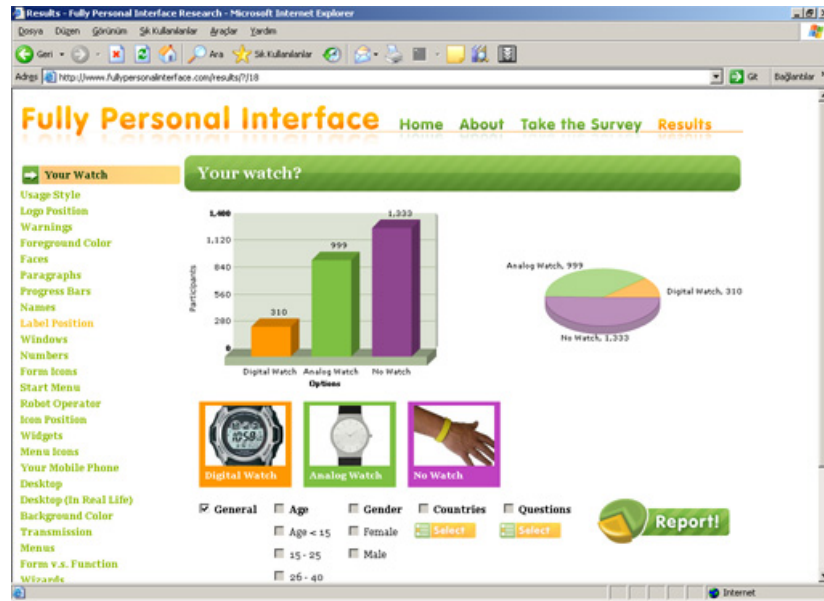 Results - Fully Personal Interface Research - Microsoft Internet Explorer
Dosya Düzen Görünüm Sık Kullanılanlar Araçlar Yardım
Geri Ara Sık Kullanılanlar
Adres http://www.fullypersonalinterface.com/results/?/18 Git Bağlantılar
Fully Personal Interface Home About Take the Survey Results
Your Watch
Usage Style
Logo Position
Warnings
Foreground Color
Faces
Paragraphs
Progress Bars
Names
Label Position
Windows
Numbers
Form Icons
Start Menu
Robot Operator
Icon Position
Widgets
Menu Icons
Your Mobile Phone
Desktop
Desktop (In Real Life)
Background Color
Transmission
Menus
Form v.s. Function
Wizards
Your watch?
1,400
1,120
840
560
280
0
Participants
310
999
1,333
Digital Watch Analog Watch No Watch
Options
Analog Watch, 999
Digital Watch, 310
No Watch, 1,333
10:59
Digital Watch Analog Watch No Watch
General Age Gender Countries Questions
Age < 15 Female Select Select
15 - 25 Male
26 - 40
Report!
Internet